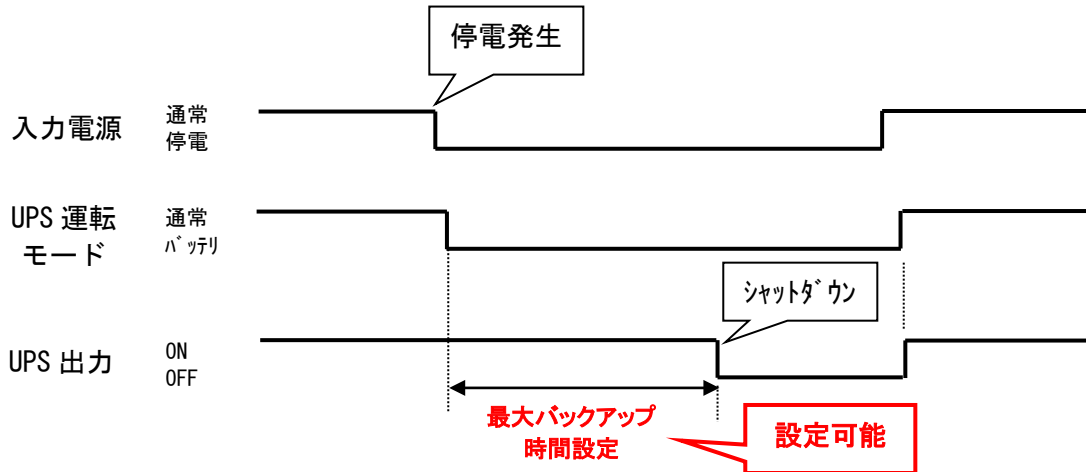 停電発生
入力電源
通常
停電
UPS 運転
モード
通常
ﾊﾞｯﾃﾘ
ｼｬｯﾄﾀﾞｳﾝ
UPS 出力
ON
OFF
最大バックアップ
時間設定
設定可能